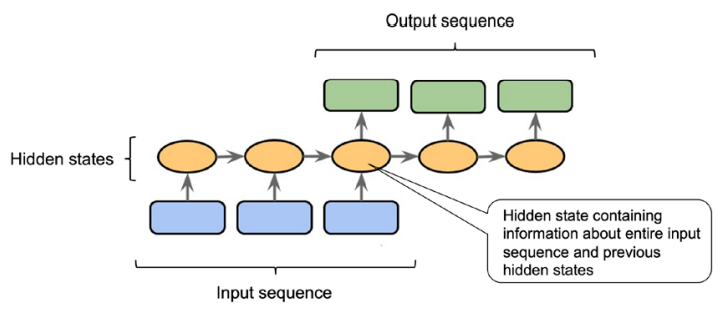 Output sequence
Hidden states
Hidden state containing
information about entire input
sequence and previous
hidden states
Input sequence